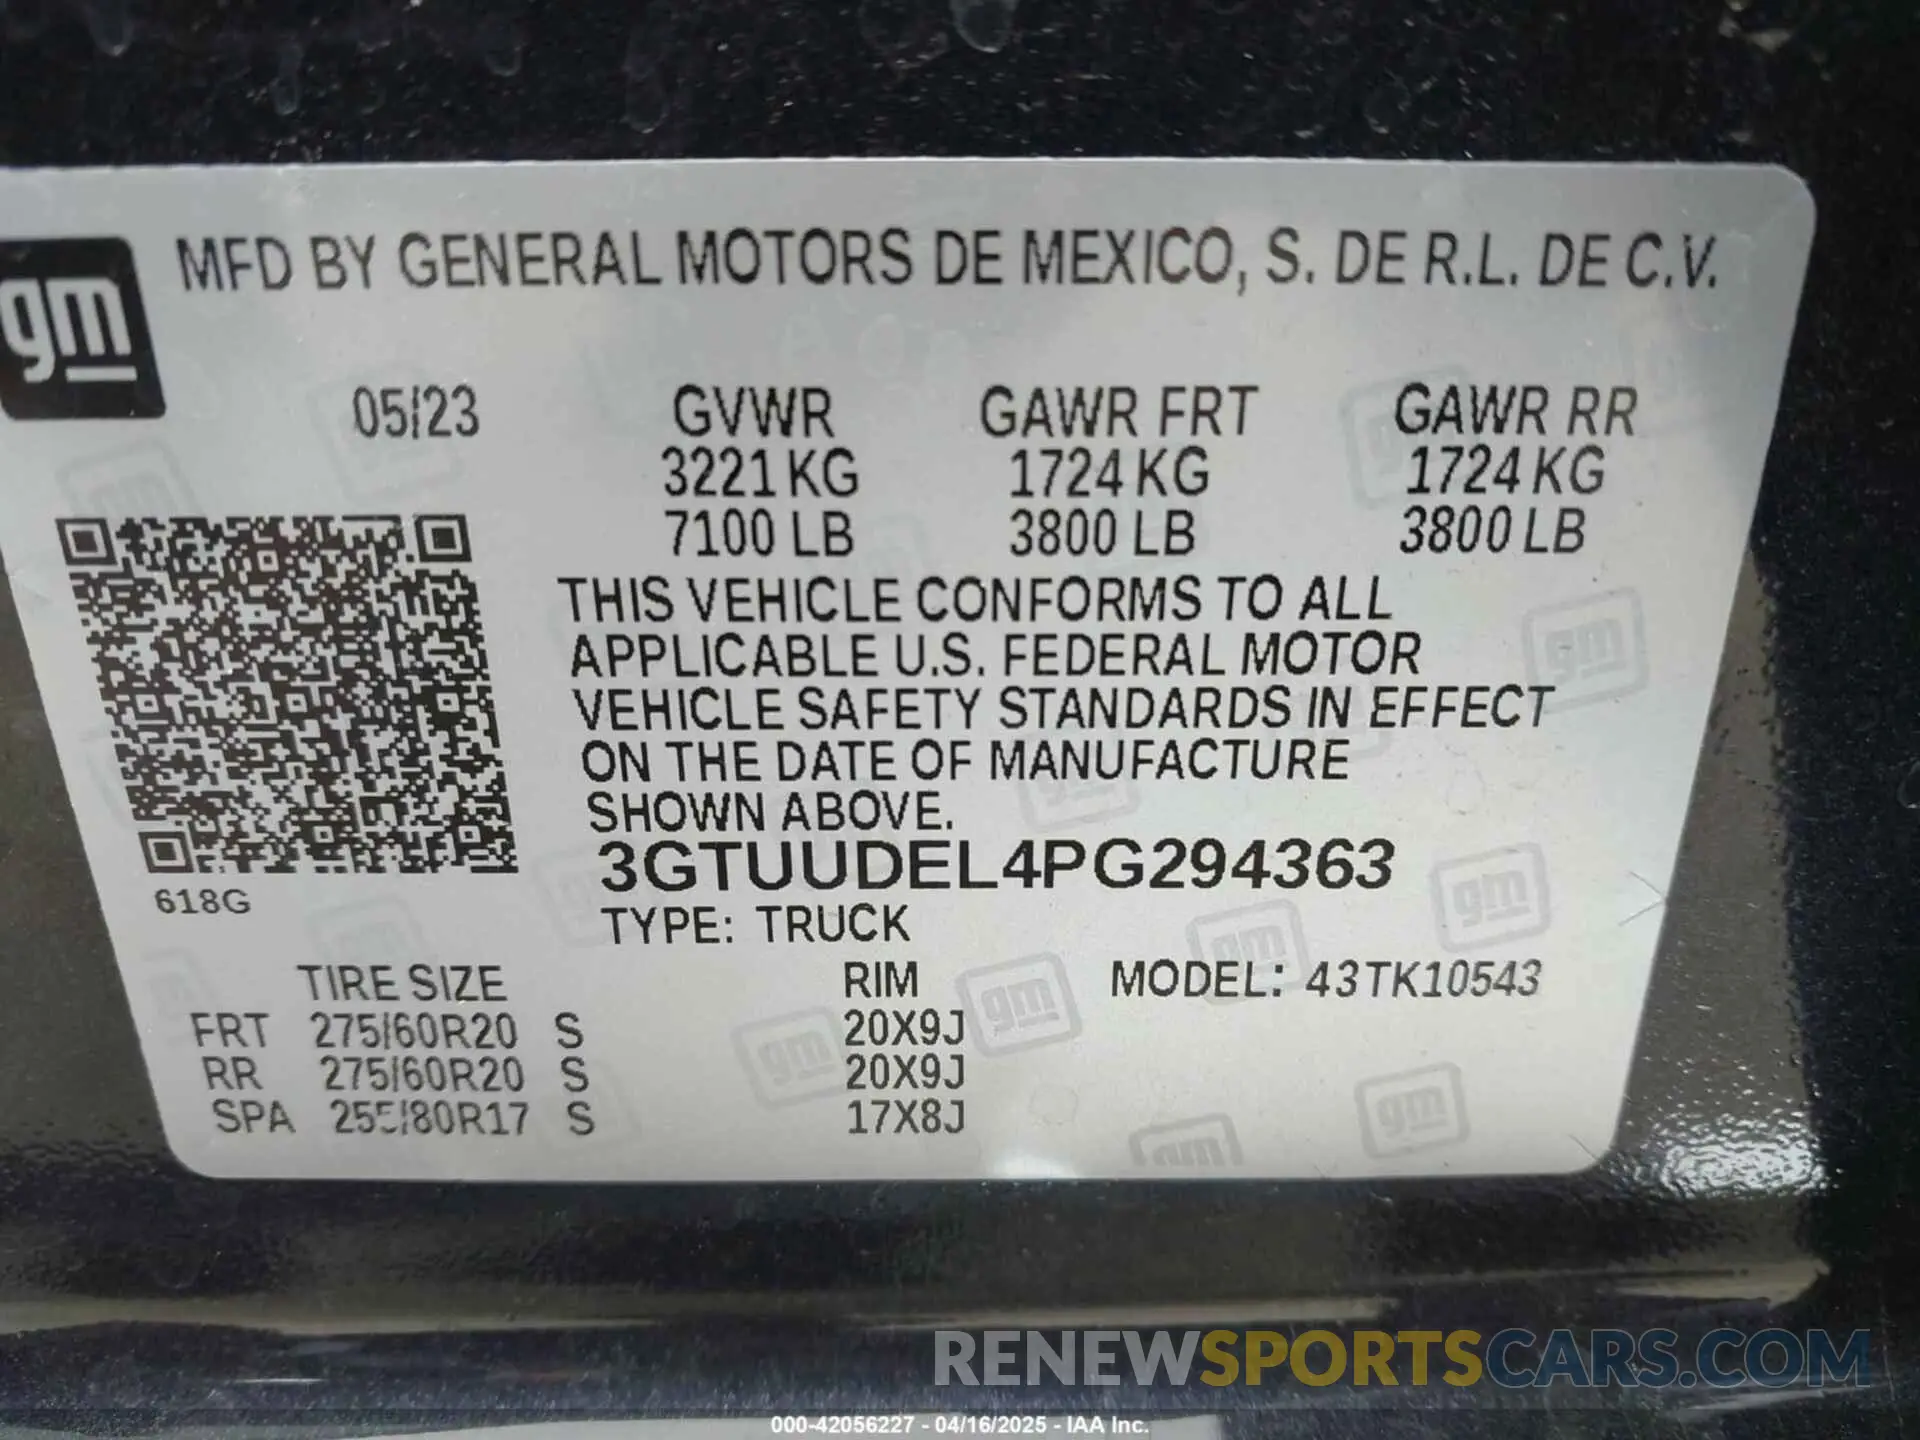 MFD BY GENERAL MOTORS DE MEXICO, S. DE R.L. DE C.V.
gm
05/23 GVWR GAWR FRT GAWR RR
3221 KG 1724 KG 1724 KG
7100 LB 3800 LB 3800 LB
THIS VEHICLE CONFORMS TO ALL
APPLICABLE U.S. FEDERAL MOTOR
VEHICLE SAFETY STANDARDS IN EFFECT
ON THE DATE OF MANUFACTURE
SHOWN ABOVE.
3GTUUDEL4PG294363
618G
TYPE: TRUCK
TIRE SIZE RIM MODEL: 43TK10543
FRT 275/60R20 S 20X9J
RR 275/60R20 S 20X9J
SPA 255/80R17 S 17X8J
RENEWSPORTSCARS.COM
000-42056227 - 04/16/2025 - IAA Inc.